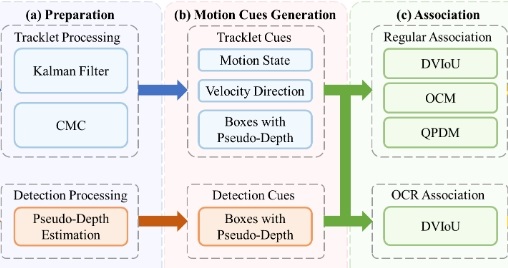 (a) Preparation
Tracklet Processing
Kalman Filter
CMC
Detection Processing
Pseudo-Depth
Estimation
(b) Motion Cues Generation
Tracklet Cues
Motion State
Velocity Direction
Boxes with
Pseudo-Depth
Detection Cues
Boxes with
Pseudo-Depth
(c) Association
Regular Association
DVIoU
OCM
QPDM
OCR Association
DVIoU